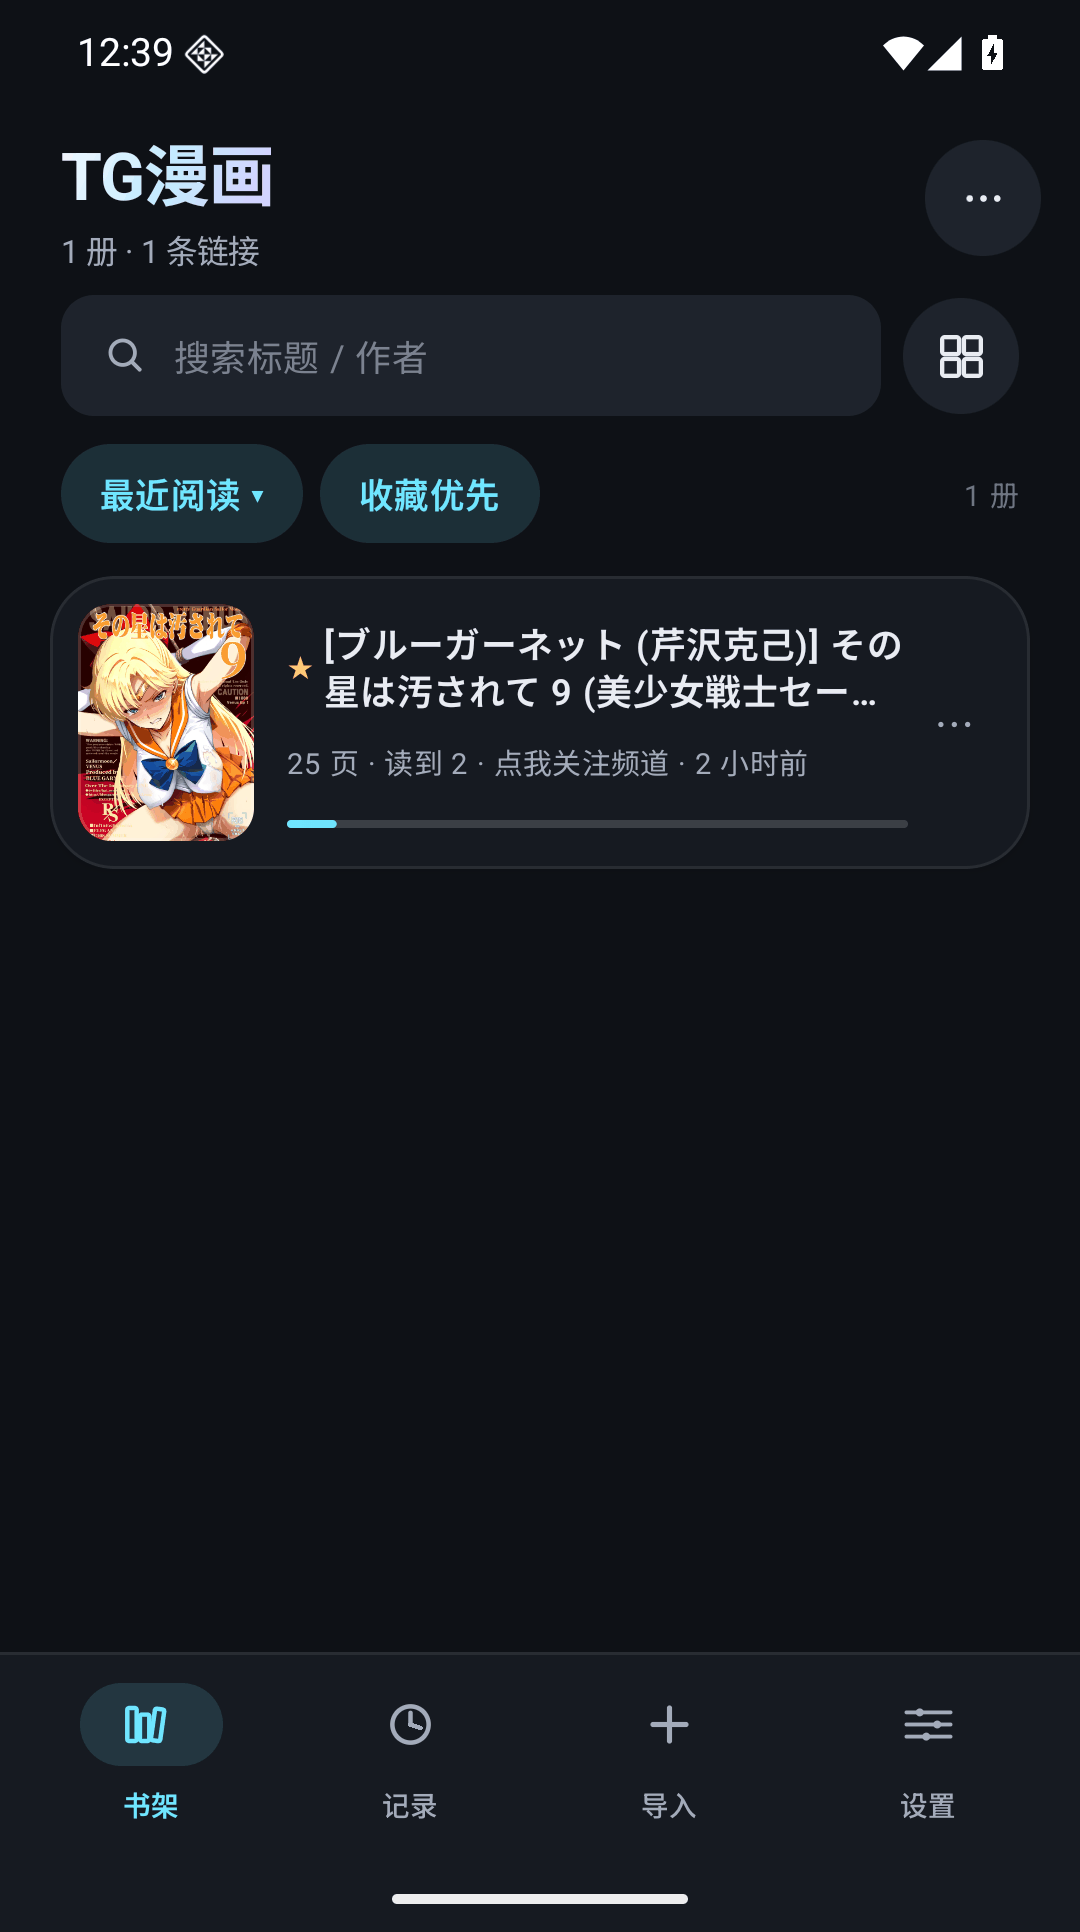 12:39
TG漫画
1 册 · 1 条链接
搜索标题 / 作者
最近阅读 ▾
收藏优先
1 册
その星は汚されて
9
CAUTION
★ [ブルーガーネット (芹沢克己)] その
星は汚されて 9 (美少女戦士セー…
25 页 · 读到 2 · 点我关注频道 · 2 小时前
书架
记录
导入
设置